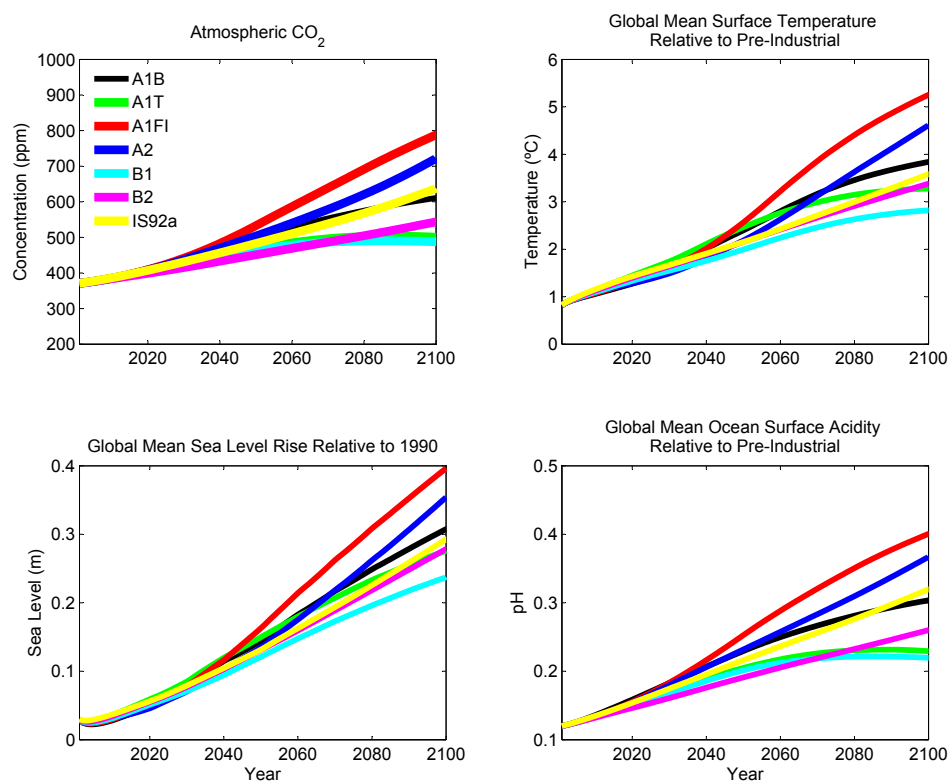 Atmospheric CO2
Concentration (ppm)
1000
900
800
700
600
500
400
300
200
A1B
A1T
A1FI
A2
B1
B2
IS92a
2020 2040 2060 2080 2100
Global Mean Surface Temperature
Relative to Pre-Industrial
Temperature (ºC)
6
5
4
3
2
1
0
2020 2040 2060 2080 2100
Global Mean Sea Level Rise Relative to 1990
Sea Level (m)
0.4
0.3
0.2
0.1
0
2020 2040 2060 2080 2100
Year
Global Mean Ocean Surface Acidity
Relative to Pre-Industrial
pH
0.5
0.4
0.3
0.2
0.1
2020 2040 2060 2080 2100
Year